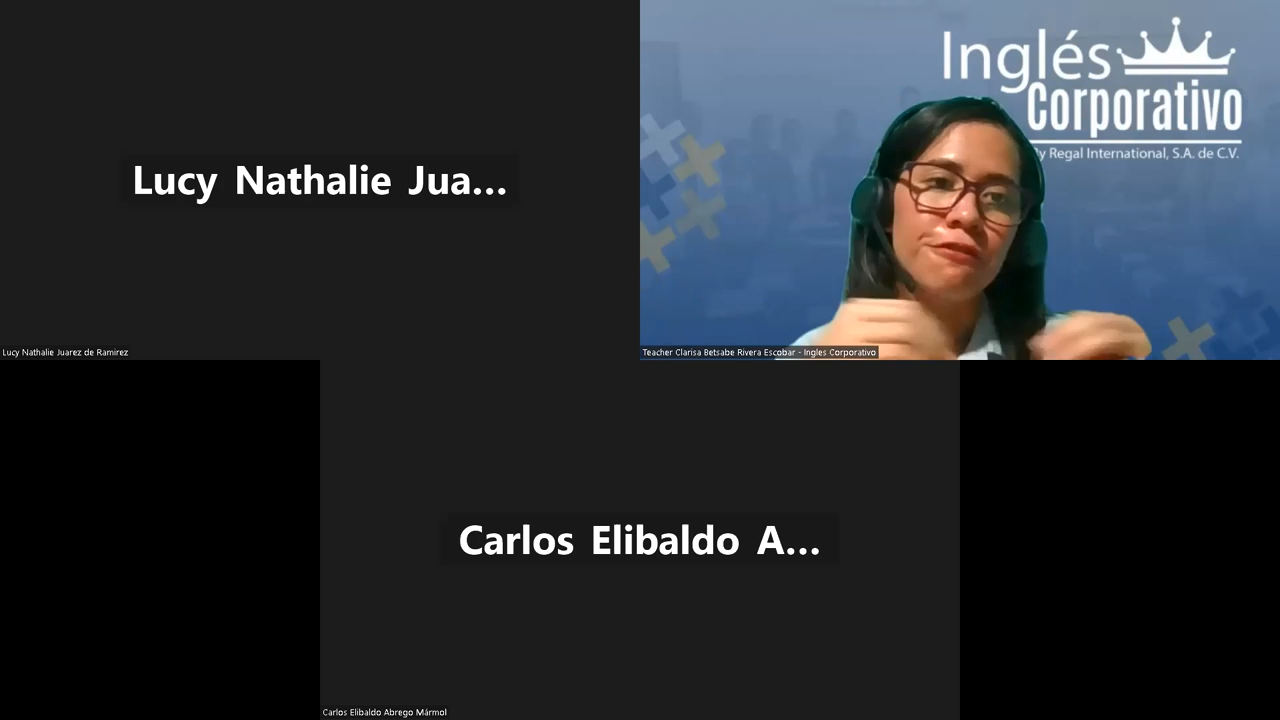 Lucy Nathalie Jua...
Lucy Nathalie Juarez de Ramirez
Inglés
Corporativo
y Regal International, S.A. de C.V.
Teacher Clarisa Betsabe Rivera Escobar - Ingles Corporativo
Carlos Elibaldo A...
Carlos Elibaldo Abrego Mármol